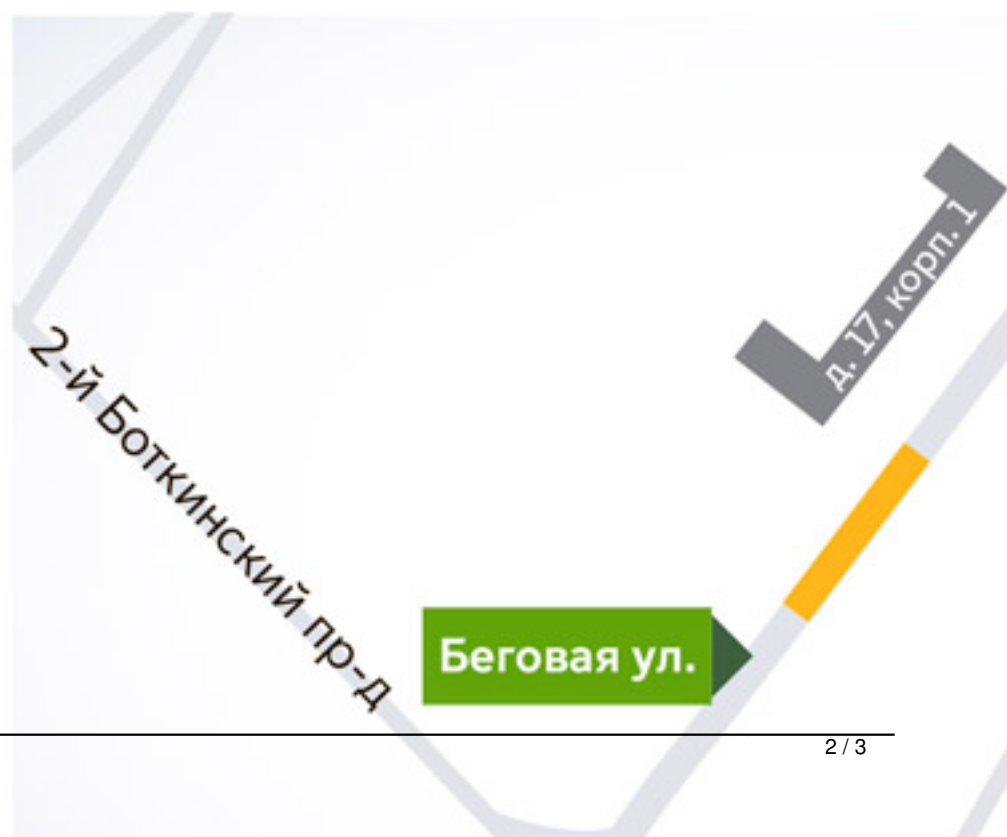 д. 17, корп. 1
2-й Боткинский пр-д
Беговая ул.
2 / 3